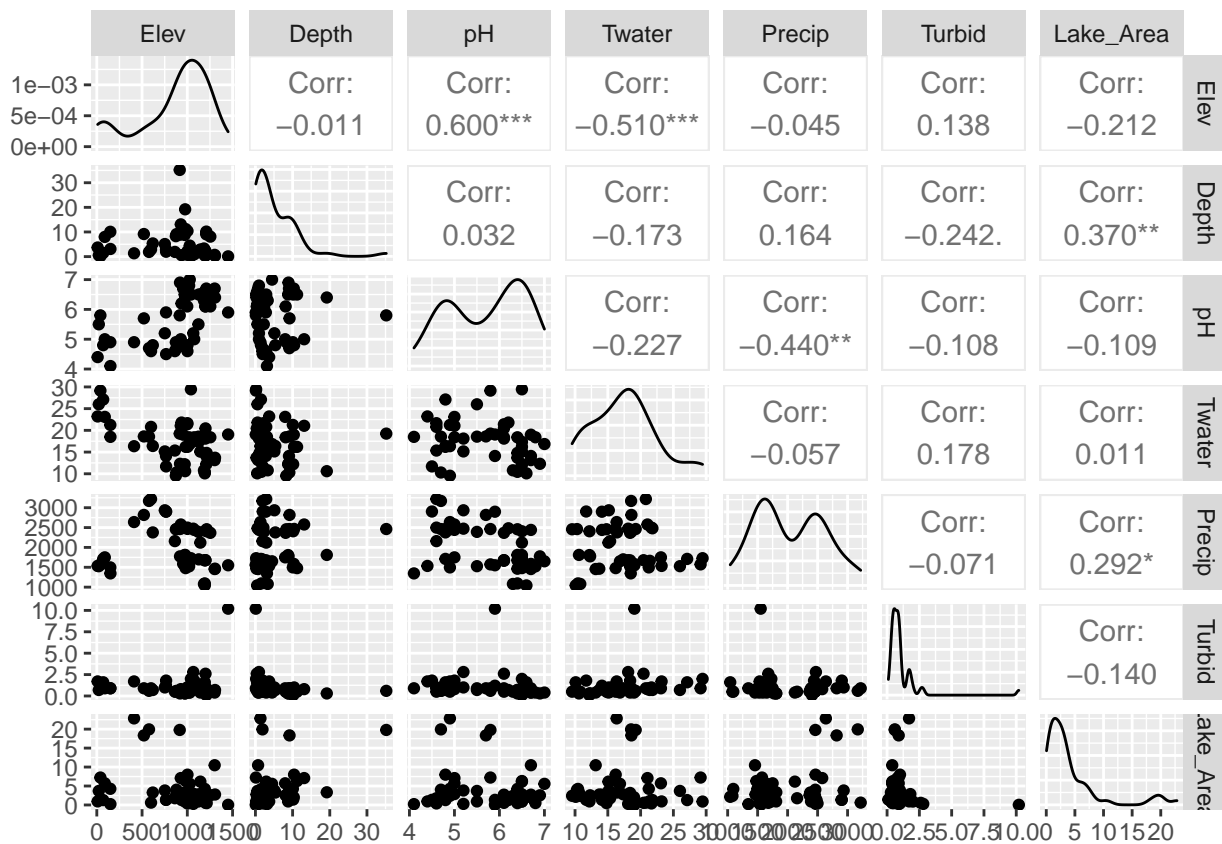 Elev Depth pH Twater Precip Turbid Lake_Area
1e−03
5e−04
0e+00
Corr: Corr: Corr: Corr: Corr: Corr:
−0.011 0.600*** −0.510*** −0.045 0.138 −0.212
Elev
30
20
10
0
Corr: Corr: Corr: Corr: Corr:
0.032 −0.173 0.164 −0.242. 0.370**
Depth
7
6
5
4
Corr: Corr: Corr: Corr:
−0.227 −0.440** −0.108 −0.109
pH
30
25
20
15
10
Corr: Corr: Corr:
−0.057 0.178 0.011
Twater
3000
2500
2000
1500
1000
Corr: Corr:
−0.071 0.292*
Precip
10.0
7.5
5.0
2.5
0.0
Corr:
−0.140
Turbid
20
15
10
5
0
Lake_Area
0 500 1000 1500 0 10 20 30 4 5 6 7 10 15 20 25 30 1000 1500 2000 2500 3000 0.0 2.5 5.0 7.5 10.0 0 5 10 15 20